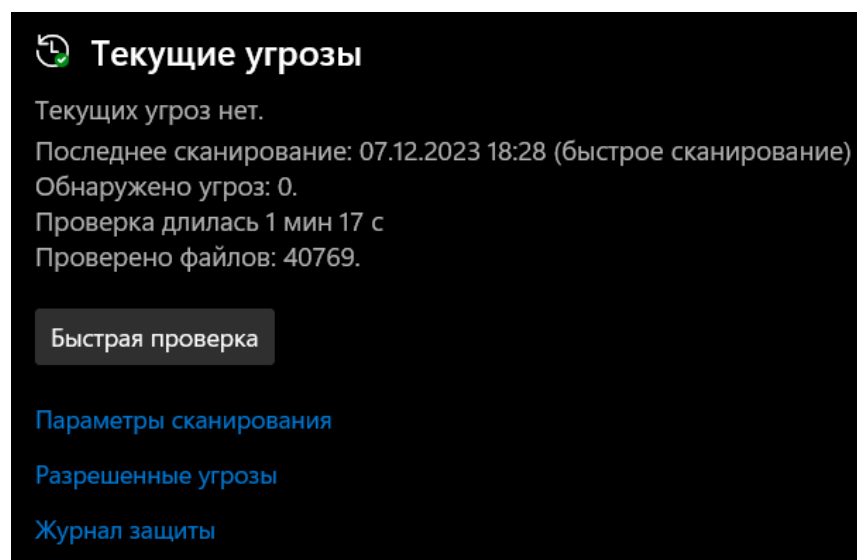 Текущие угрозы
Текущих угроз нет.
Последнее сканирование: 07.12.2023 18:28 (быстрое сканирование)
Обнаружено угроз: 0.
Проверка длилась 1 мин 17 с
Проверено файлов: 40769.
Быстрая проверка
Параметры сканирования
Разрешенные угрозы
Журнал защиты